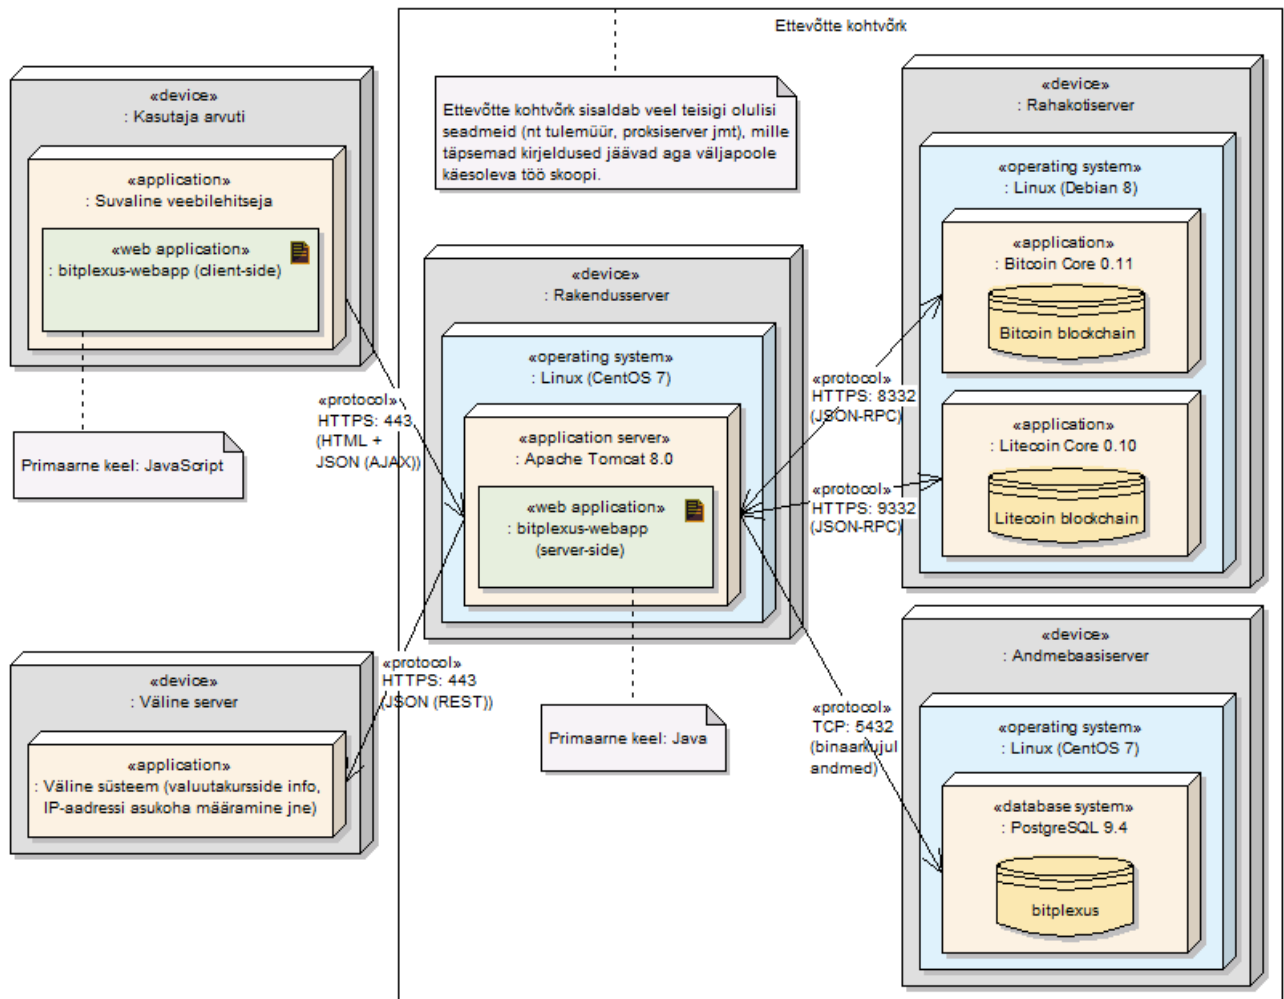 Ettevõtte kohtvõrk
«device»
: Kasutaja arvuti
«application»
: Suvaline veebilehitseja
«web application»
: bitplexus-webapp (client-side)
Primaarne keel: JavaScript
Ettevõtte kohtvõrk sisaldab veel teisigi olulisi
seadmeid (nt tulemüür, proksiserver jmt), mille
täpsemad kirjeldused jäävad aga väljapoole
käesoleva töö skoopi.
«protocol»
HTTPS: 443
(HTML +
JSON (AJAX))
«device»
: Rakendusserver
«operating system»
: Linux (CentOS 7)
«application server»
: Apache Tomcat 8.0
«web application»
: bitplexus-webapp
(server-side)
Primaarne keel: Java
«protocol»
HTTPS: 8332
(JSON-RPC)
«protocol»
HTTPS: 9332
(JSON-RPC)
«device»
: Rahakotiserver
«operating system»
: Linux (Debian 8)
«application»
: Bitcoin Core 0.11
Bitcoin blockchain
«application»
: Litecoin Core 0.10
Litecoin blockchain
«device»
: Väline server
«application»
: Väline süsteem (valuutakursside info,
IP-aadressi asukoha määramine jne)
«protocol»
HTTPS: 443
(JSON (REST))
«protocol»
TCP: 5432
(binaarkujul
andmed)
«device»
: Andmebaasiserver
«operating system»
: Linux (CentOS 7)
«database system»
: PostgreSQL 9.4
bitplexus